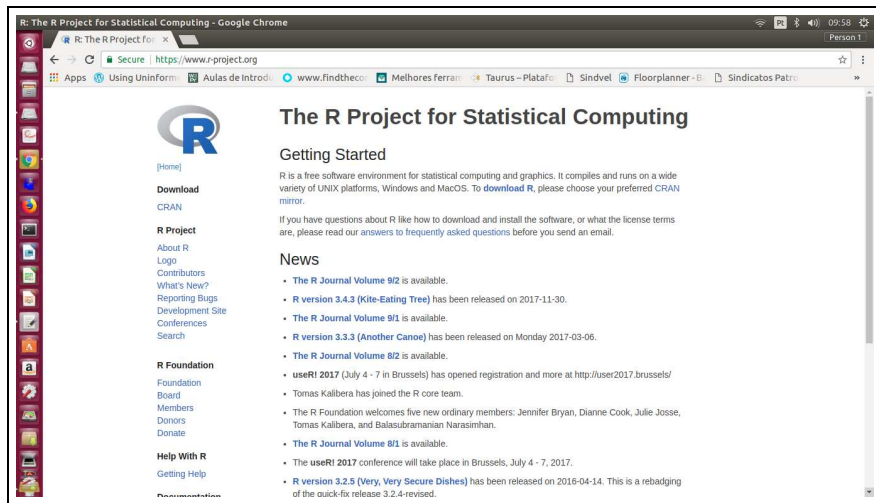 R: The R Project for Statistical Computing - Google Chrome
Pt
09:58
R: The R Project for
Person 1
Secure | https://www.r-project.org
Apps Using Uninform Aulas de Introdu www.findthecor Melhores ferram Taurus – Platafo Sindvel Floorplanner - B Sindicatos Patro »
R
[Home]
Download
CRAN
R Project
About R
Logo
Contributors
What's New?
Reporting Bugs
Development Site
Conferences
Search
R Foundation
Foundation
Board
Members
Donors
Donate
Help With R
Getting Help
Documentation
The R Project for Statistical Computing
Getting Started
R is a free software environment for statistical computing and graphics. It compiles and runs on a wide
variety of UNIX platforms, Windows and MacOS. To download R, please choose your preferred CRAN
mirror.
If you have questions about R like how to download and install the software, or what the license terms
are, please read our answers to frequently asked questions before you send an email.
News
• The R Journal Volume 9/2 is available.
• R version 3.4.3 (Kite-Eating Tree) has been released on 2017-11-30.
• The R Journal Volume 9/1 is available.
• R version 3.3.3 (Another Canoe) has been released on Monday 2017-03-06.
• The R Journal Volume 8/2 is available.
• useR! 2017 (July 4 - 7 in Brussels) has opened registration and more at http://user2017.brussels/
• Tomas Kalibera has joined the R core team.
• The R Foundation welcomes five new ordinary members: Jennifer Bryan, Dianne Cook, Julie Josse,
Tomas Kalibera, and Balasubramanian Narasimhan.
• The R Journal Volume 8/1 is available.
• The useR! 2017 conference will take place in Brussels, July 4 - 7, 2017.
• R version 3.2.5 (Very, Very Secure Dishes) has been released on 2016-04-14. This is a rebadging
of the quick-fix release 3.2.4-revised.